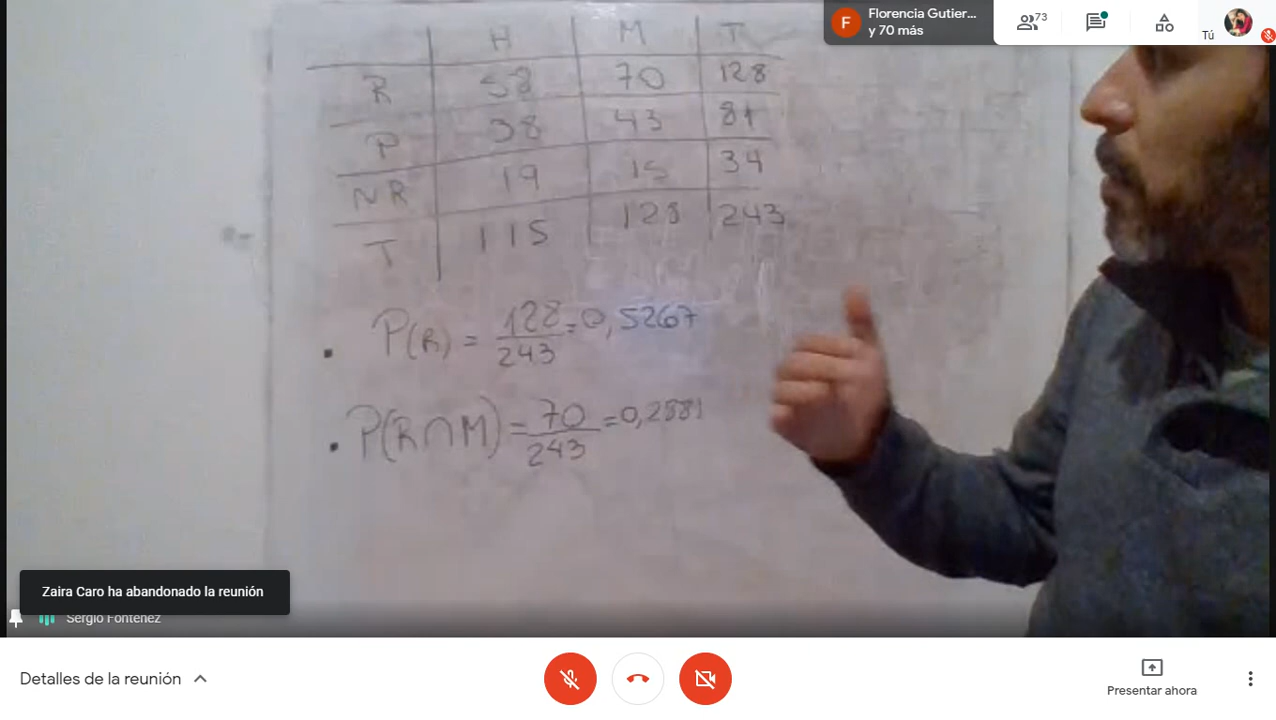 Florencia Gutier...
F
y 70 más
73
Tú
H M T
R 58 70 128
P 38 43 81
NR 19 15 34
T 115 128 243
P(R) = 128/243 = 0,5267
P(R∩M) = 70/243 = 0,2881
Zaira Caro ha abandonado la reunión
Sergio Fontenez
Detalles de la reunión
Presentar ahora